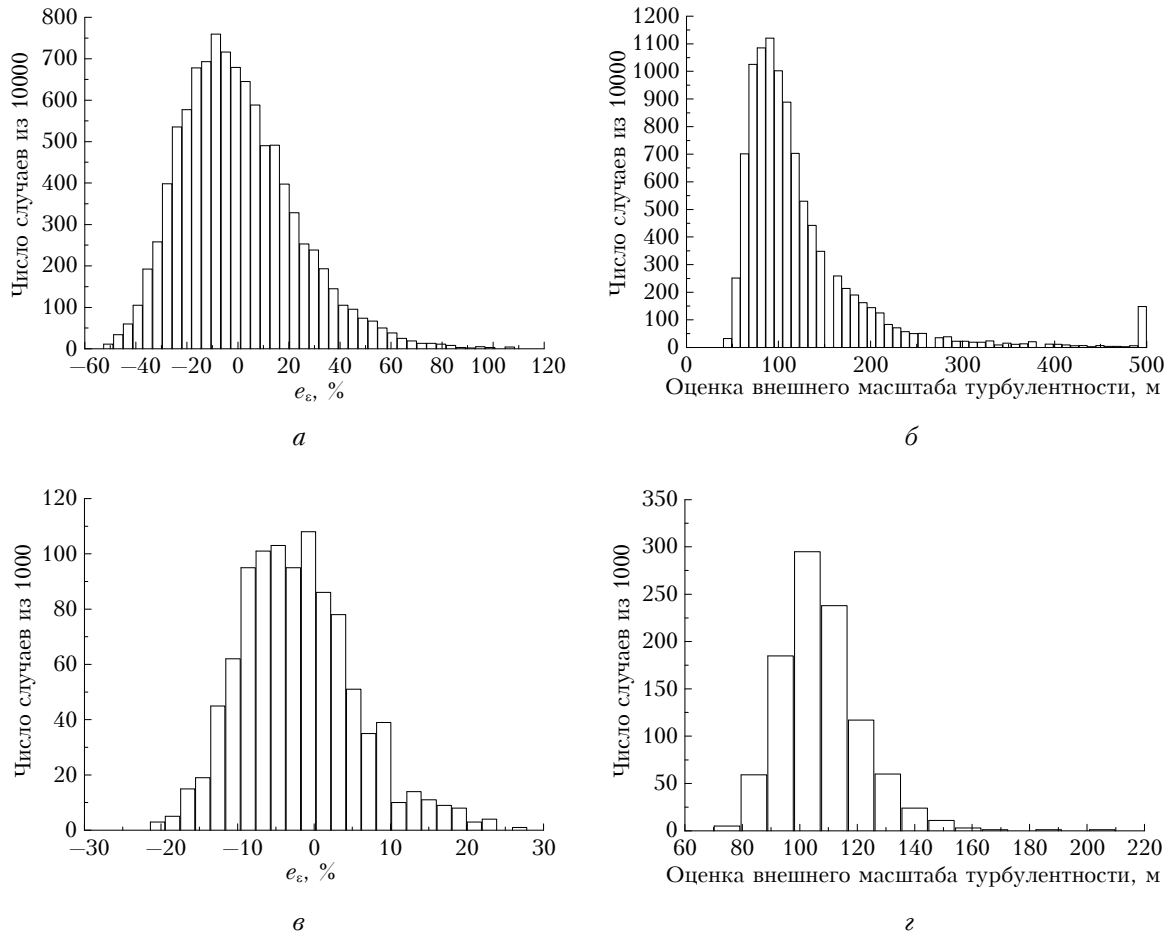 800
700
600
500
400
300
200
100
0
−60 −40 −20 0 20 40 60 80 100 120
Число случаев из 10000
e_ε, %
а
1200
1100
1000
900
800
700
600
500
400
300
200
100
0
0 100 200 300 400 500
Число случаев из 10000
Оценка внешнего масштаба турбулентности, м
б
120
100
80
60
40
20
0
−30 −20 −10 0 10 20 30
Число случаев из 1000
e_ε, %
в
350
300
250
200
150
100
50
0
60 80 100 120 140 160 180 200 220
Число случаев из 1000
Оценка внешнего масштаба турбулентности, м
г